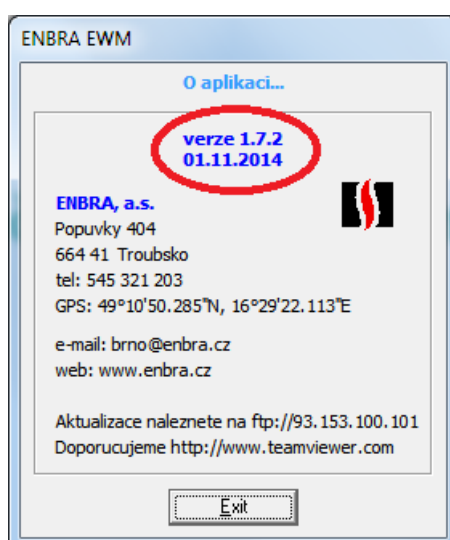 ENBRA EWM
O aplikaci...
verze 1.7.2
01.11.2014
ENBRA, a.s.
Popuvky 404
664 41 Troubsko
tel: 545 321 203
GPS: 49°10'50.285"N, 16°29'22.113"E
e-mail: brno@enbra.cz
web: www.enbra.cz
Aktualizace naleznete na ftp://93.153.100.101
Doporucujeme http://www.teamviewer.com
Exit